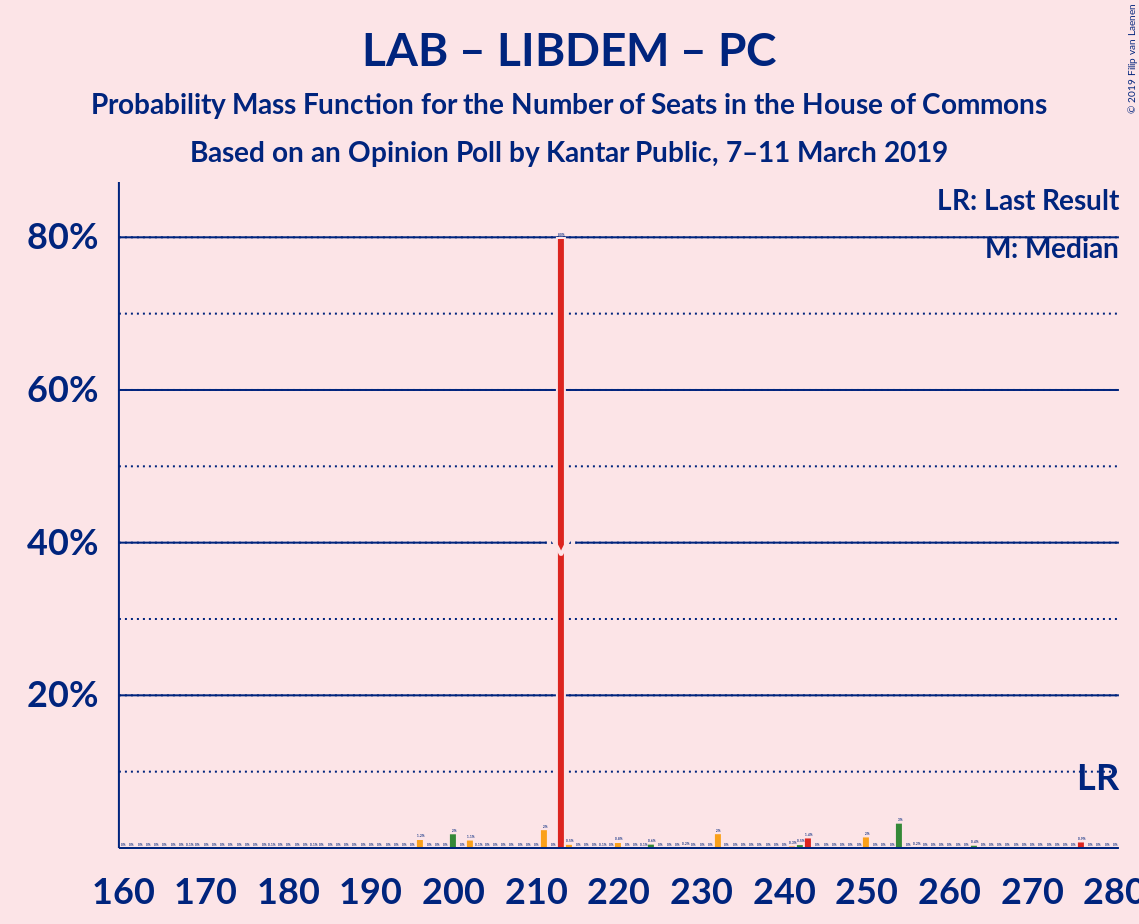 LAB – LIBDEM – PC
Probability Mass Function for the Number of Seats in the House of Commons
Based on an Opinion Poll by Kantar Public, 7–11 March 2019
© 2019 Filip van Laenen
LR: Last Result
M: Median
80%
60%
40%
20%
LR
160 170 180 190 200 210 220 230 240 250 260 270 280